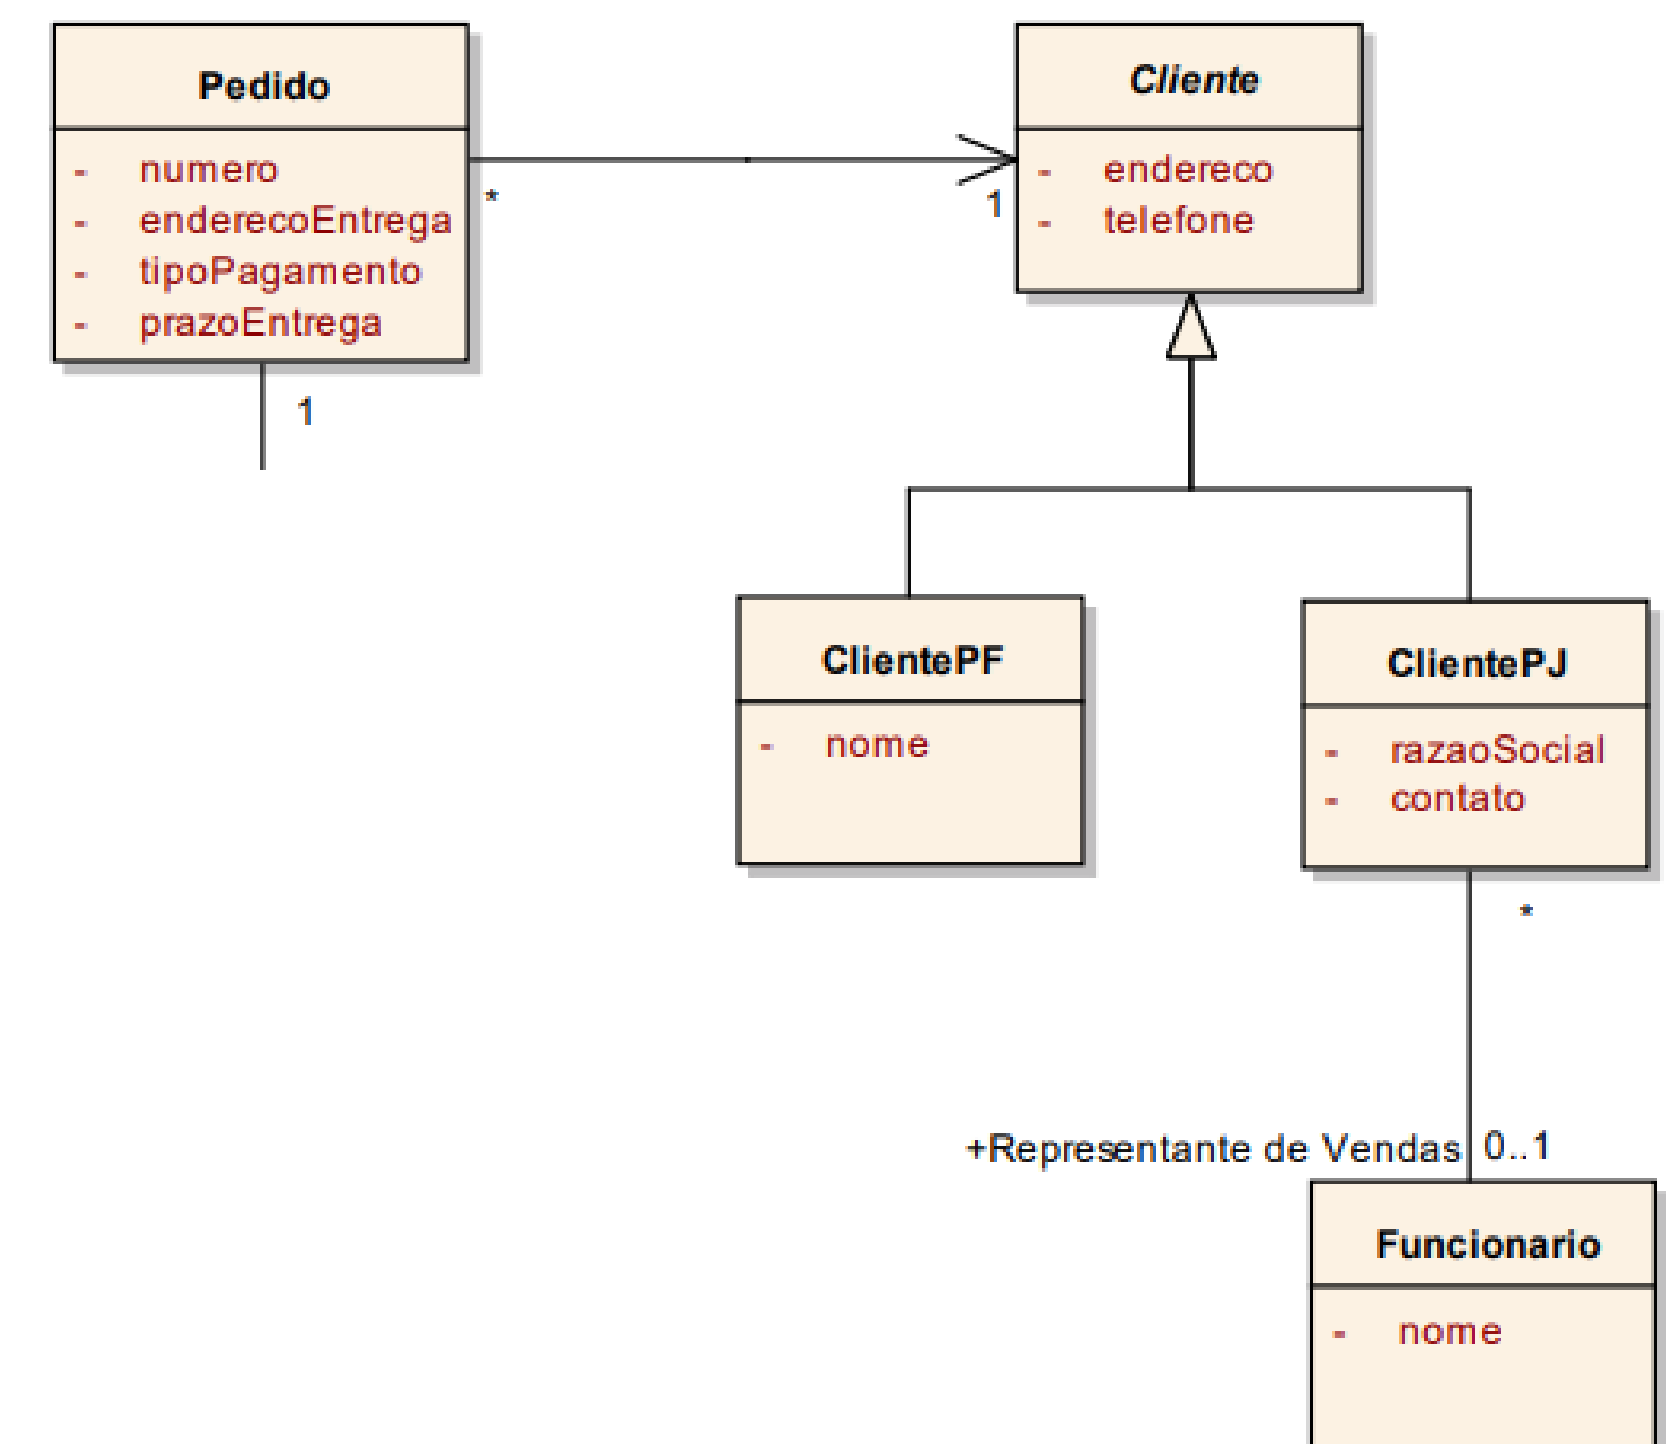 Pedido
- numero
- enderecoEntrega
- tipoPagamento
- prazoEntrega
*
1
1
Cliente
- endereco
- telefone
ClientePF
- nome
ClientePJ
- razaoSocial
- contato
*
+Representante de Vendas 0..1
Funcionario
- nome